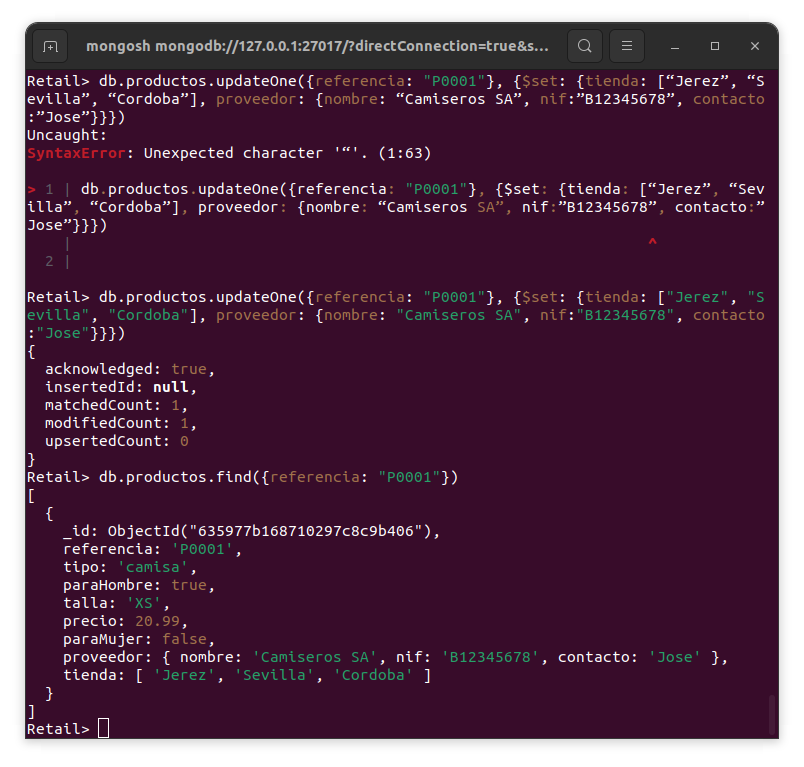 mongosh mongodb://127.0.0.1:27017/?directConnection=true&s...
Retail> db.productos.updateOne({referencia: "P0001"}, {$set: {tienda: [“Jerez”, “S
evilla”, “Cordoba”], proveedor: {nombre: “Camiseros SA”, nif:”B12345678”, contacto
:”Jose”}}})
Uncaught:
SyntaxError: Unexpected character '“'. (1:63)
> 1 | db.productos.updateOne({referencia: "P0001"}, {$set: {tienda: [“Jerez”, “Sev
illa”, “Cordoba”], proveedor: {nombre: “Camiseros SA”, nif:”B12345678”, contacto:”
Jose”}}})
| ^
2 |
Retail> db.productos.updateOne({referencia: "P0001"}, {$set: {tienda: ["Jerez", "S
evilla", "Cordoba"], proveedor: {nombre: "Camiseros SA", nif:"B12345678", contacto
:"Jose"}}})
{
acknowledged: true,
insertedId: null,
matchedCount: 1,
modifiedCount: 1,
upsertedCount: 0
}
Retail> db.productos.find({referencia: "P0001"})
[
{
_id: ObjectId("635977b168710297c8c9b406"),
referencia: 'P0001',
tipo: 'camisa',
paraHombre: true,
talla: 'XS',
precio: 20.99,
paraMujer: false,
proveedor: { nombre: 'Camiseros SA', nif: 'B12345678', contacto: 'Jose' },
tienda: [ 'Jerez', 'Sevilla', 'Cordoba' ]
}
]
Retail>